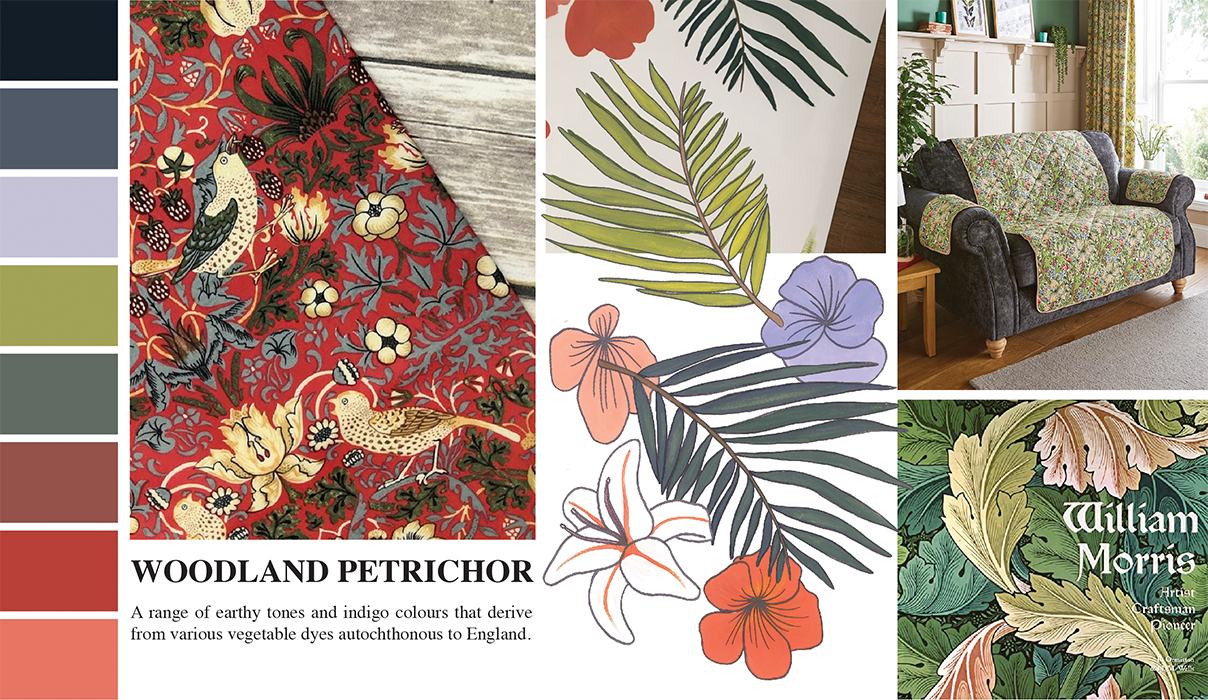 WOODLAND PETRICHOR
A range of earthy tones and indigo colours that derive
from various vegetable dyes autochthonous to England.
William
Morris
Artist
Craftsman
Pioneer